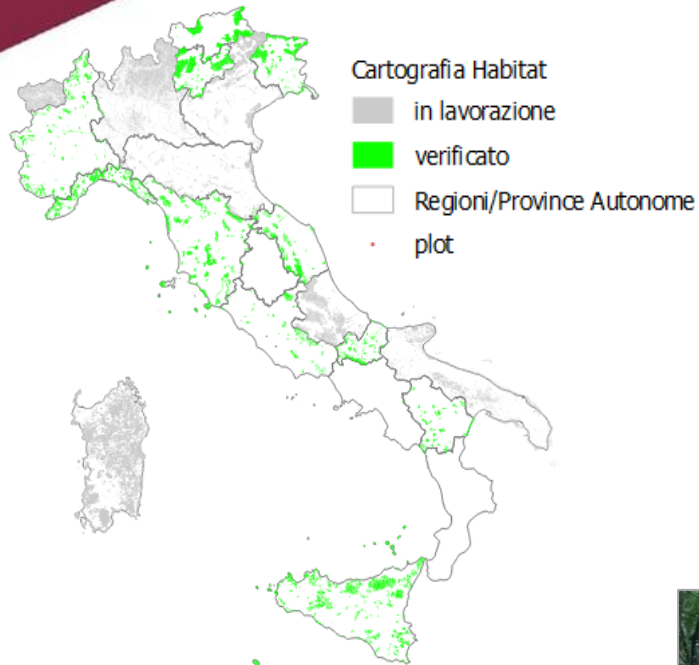 Cartografia Habitat
in lavorazione
verificato
Regioni/Province Autonome
plot